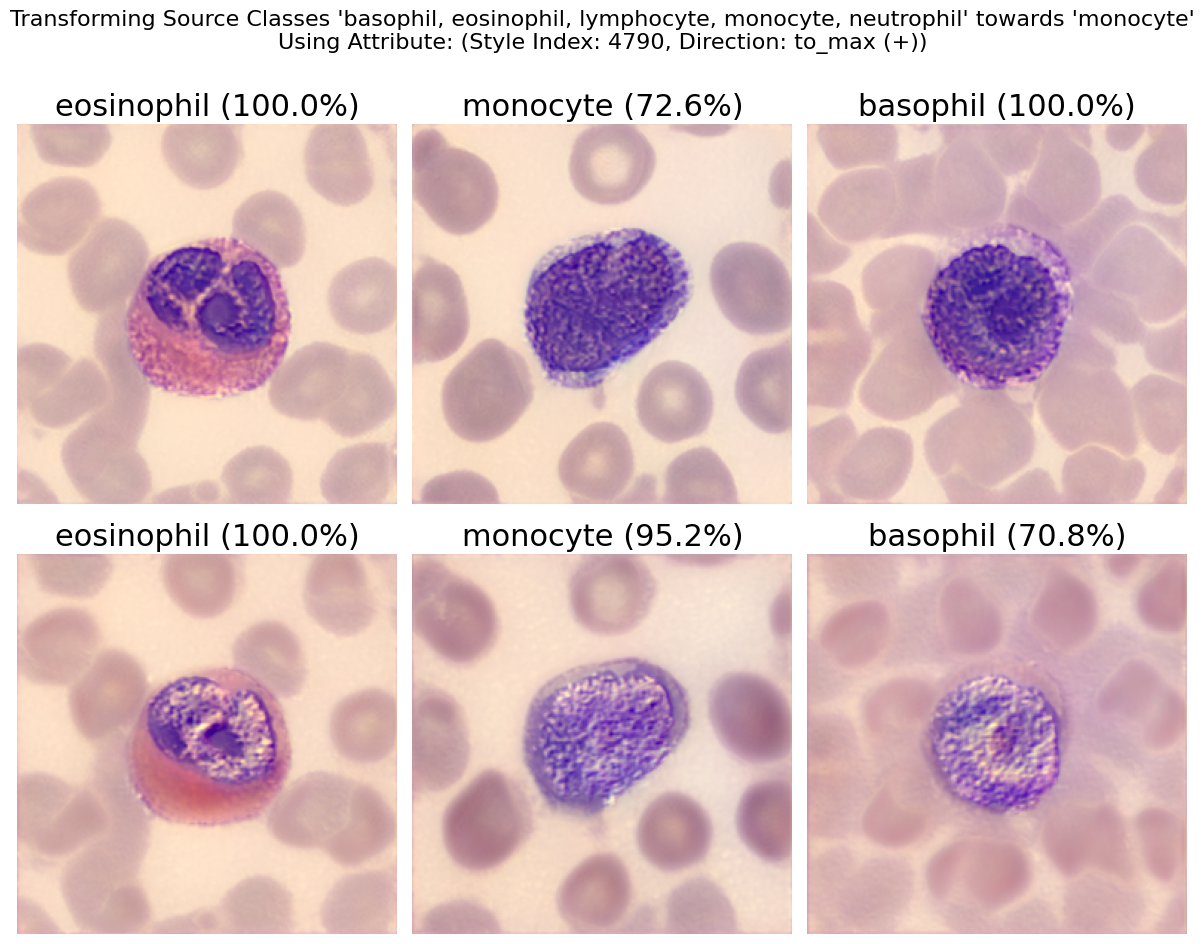 Transforming Source Classes 'basophil, eosinophil, lymphocyte, monocyte, neutrophil' towards 'monocyte'
Using Attribute: (Style Index: 4790, Direction: to_max (+))
eosinophil (100.0%)
monocyte (72.6%)
basophil (100.0%)
eosinophil (100.0%)
monocyte (95.2%)
basophil (70.8%)